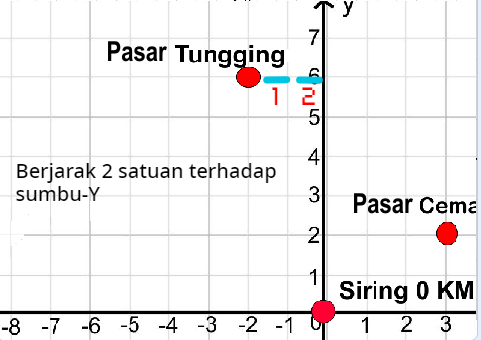 y
7
Pasar Tungging
6
1 2
5
4
Berjarak 2 satuan terhadap
sumbu-Y
3
Pasar Cema
2
1
Siring 0 KM
-8 -7 -6 -5 -4 -3 -2 -1 0 1 2 3